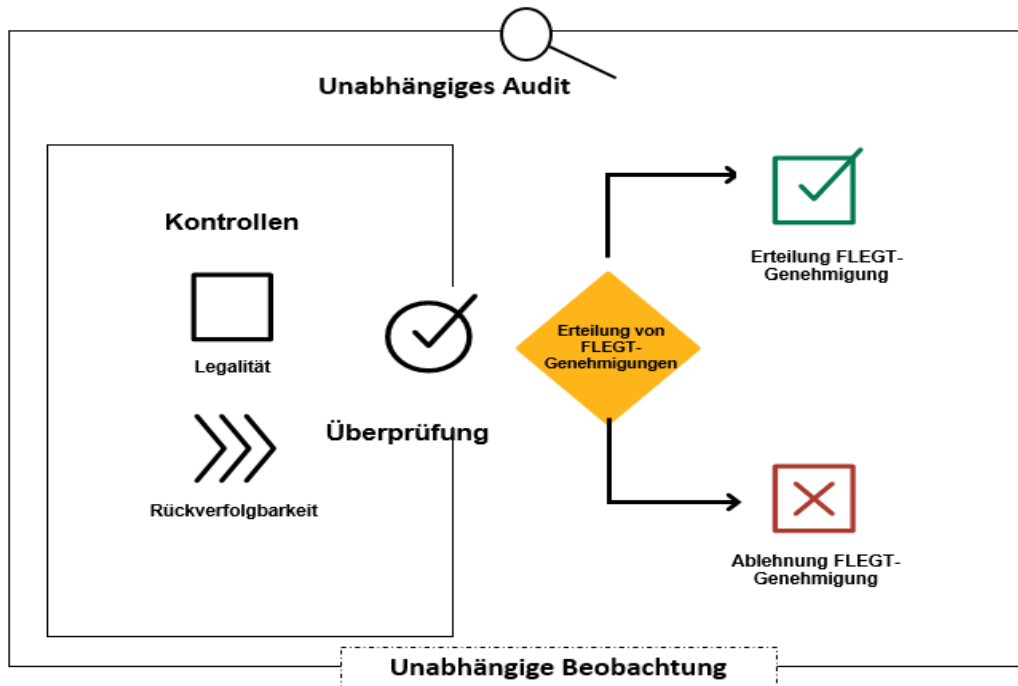 Unabhängiges Audit
Kontrollen
Legalität
Rückverfolgbarkeit
Überprüfung
Erteilung von
FLEGT-
Genehmigungen
Erteilung FLEGT-
Genehmigung
Ablehnung FLEGT-
Genehmigung
Unabhängige Beobachtung